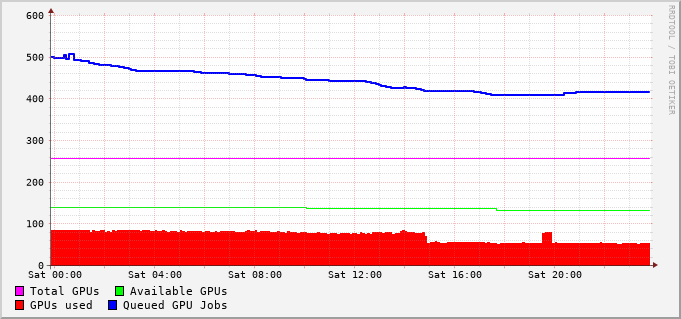 600
500
400
300
200
100
0
Sat 00:00 Sat 04:00 Sat 08:00 Sat 12:00 Sat 16:00 Sat 20:00
Total GPUs Available GPUs
GPUs used Queued GPU Jobs
RRDTOOL / TOBI OETIKER